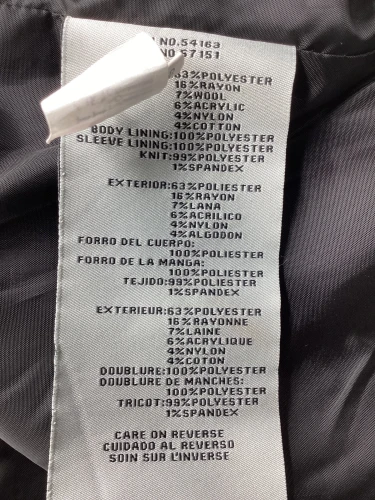 NO.54163
NO 57151
63%POLYESTER
16%RAYON
7%WOOL
6%ACRYLIC
4%NYLON
4%COTTON
BODY LINING:100%POLYESTER
SLEEVE LINING:100%POLYESTER
KNIT:99%POLYESTER
1%SPANDEX
EXTERIOR:63%POLIESTER
16%RAYON
7%LANA
6%ACRILICO
4%NYLON
4%ALGODON
FORRO DEL CUERPO:
100%POLIESTER
FORRO DE LA MANGA:
100%POLIESTER
TEJIDO:99%POLIESTER
1%SPANDEX
EXTERIEUR:63%POLYESTER
16%RAYONNE
7%LAINE
6%ACRYLIQUE
4%NYLON
4%COTON
DOUBLURE:100%POLYESTER
DOUBLURE DE MANCHES:
100%POLYESTER
TRICOT:99%POLYESTER
1%SPANDEX
CARE ON REVERSE
CUIDADO AL REVERSO
SOIN SUR L'INVERSE